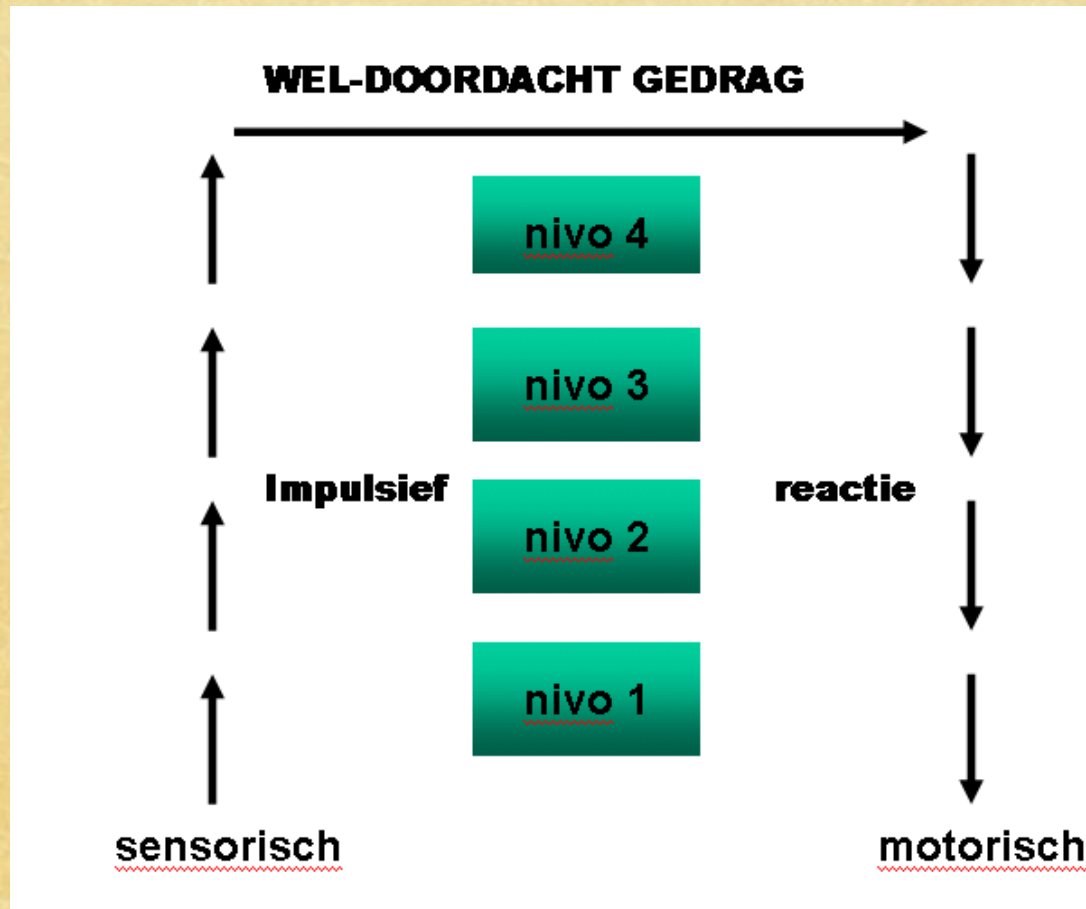 WEL-DOORDACHT GEDRAG
nivo 4
nivo 3
Impulsief reactie
nivo 2
nivo 1
sensorisch motorisch